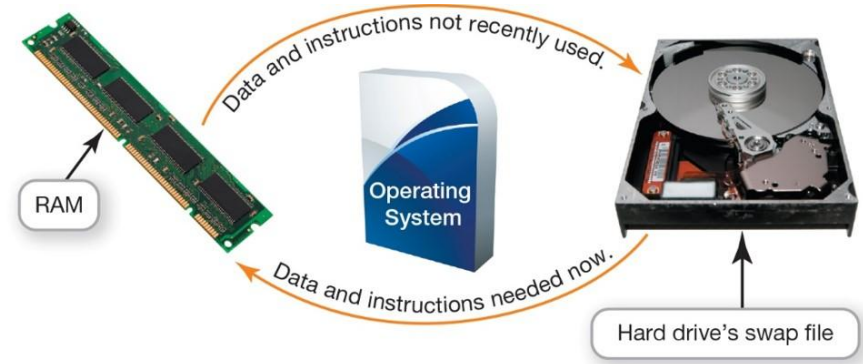 Data and instructions not recently used.
RAM
Operating
System
Data and instructions needed now.
Hard drive's swap file